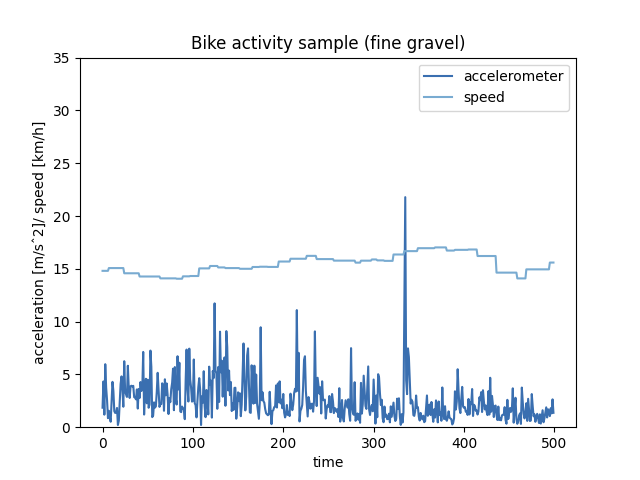 Bike activity sample (fine gravel)
accelerometer
speed
acceleration [m/s^2]/ speed [km/h]
35
30
25
20
15
10
5
0
0 100 200 300 400 500
time